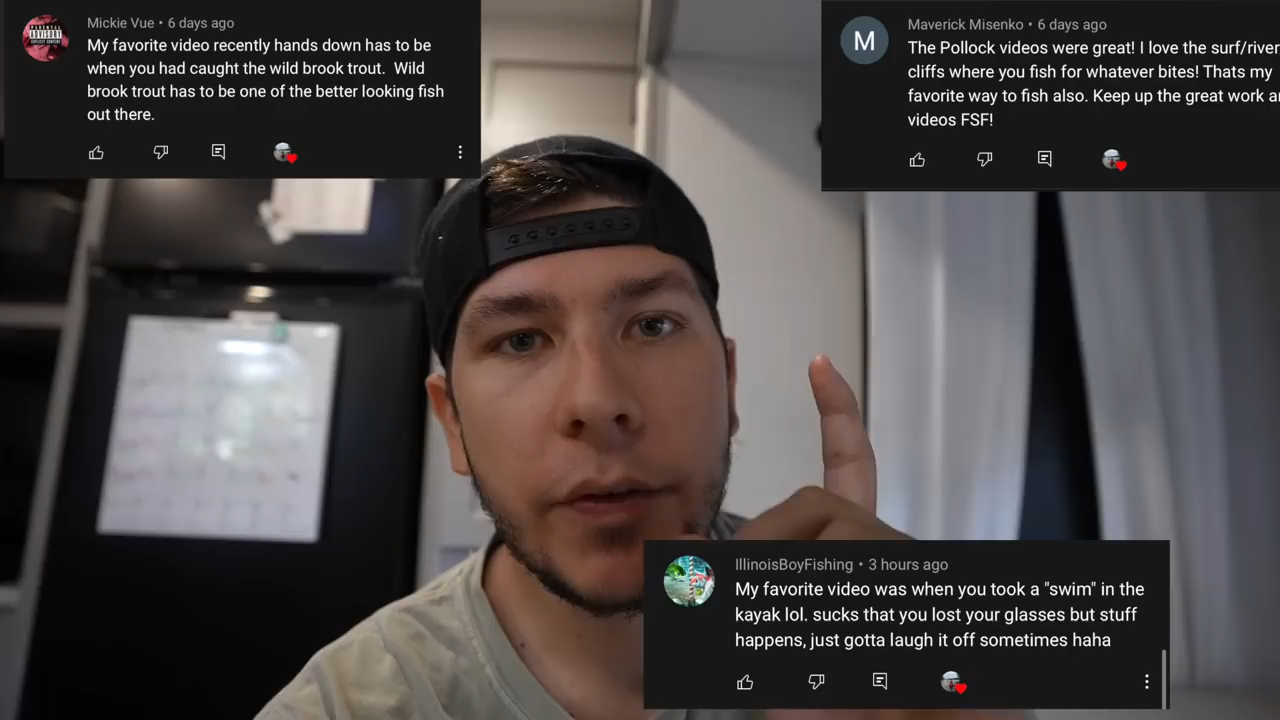 Mickie Vue • 6 days ago
My favorite video recently hands down has to be
when you had caught the wild brook trout.  Wild
brook trout has to be one of the better looking fish
out there.
M
Maverick Misenko • 6 days ago
The Pollock videos were great! I love the surf/river
cliffs where you fish for whatever bites! Thats my
favorite way to fish also. Keep up the great work
videos FSF!
IllinoisBoyFishing • 3 hours ago
My favorite video was when you took a "swim" in the
kayak lol. sucks that you lost your glasses but stuff
happens, just gotta laugh it off sometimes haha